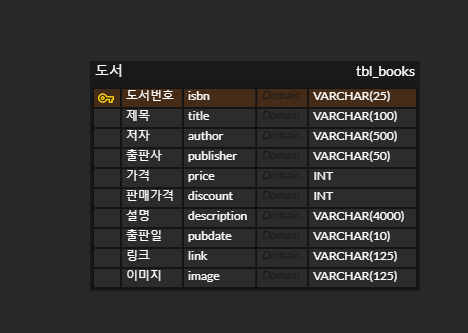 도서 tbl_books
도서번호 isbn Domain VARCHAR(25)
제목 title Domain VARCHAR(100)
저자 author Domain VARCHAR(500)
출판사 publisher Domain VARCHAR(50)
가격 price Domain INT
판매가격 discount Domain INT
설명 description Domain VARCHAR(4000)
출판일 pubdate Domain VARCHAR(10)
링크 link Domain VARCHAR(125)
이미지 image Domain VARCHAR(125)